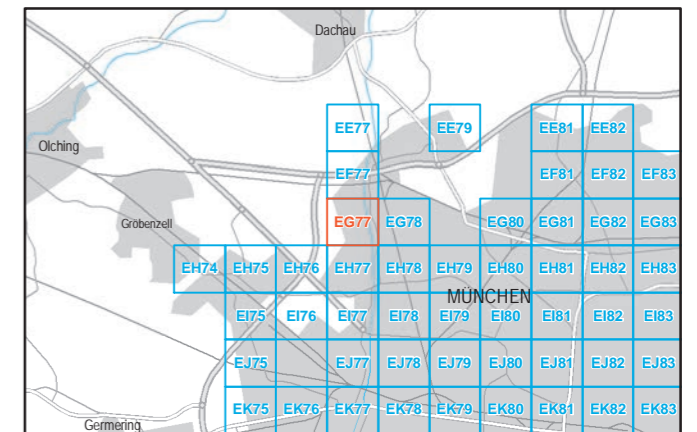 Dachau
EE77 EE79 EE81 EE82
Olching
EF77 EF81 EF82 EF83
Gröbenzell
EG77 EG78 EG80 EG81 EG82 EG83
EH74 EH75 EH76 EH77 EH78 EH79 EH80 EH81 EH82 EH83
MÜNCHEN
EI75 EI76 EI77 EI78 EI79 EI80 EI81 EI82 EI83
EJ75 EJ77 EJ78 EJ79 EJ80 EJ81 EJ82 EJ83
EK75 EK76 EK77 EK78 EK79 EK80 EK81 EK82 EK83
Germering